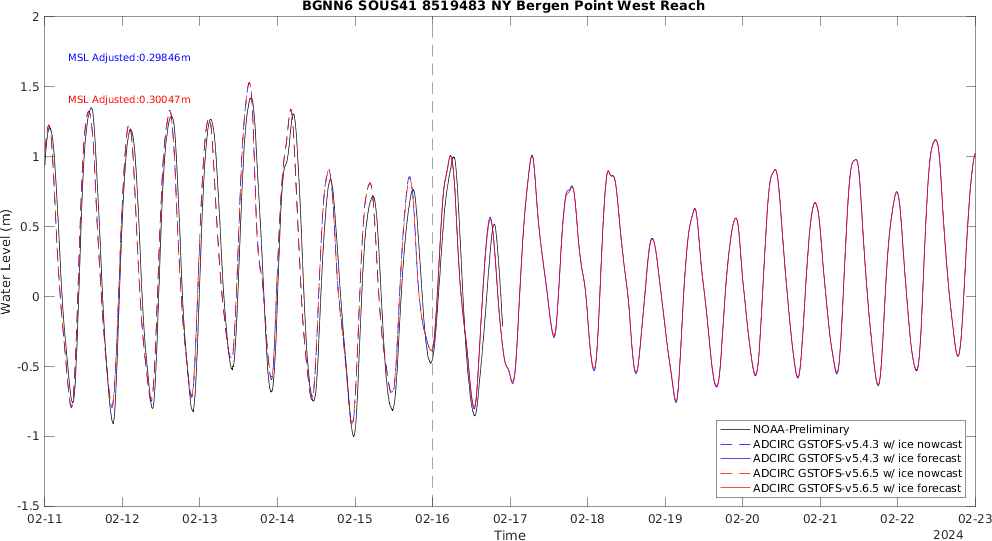 BGNN6 SOUS41 8519483 NY Bergen Point West Reach
2
MSL Adjusted:0.29846m
1.5
MSL Adjusted:0.30047m
1
0.5
Water Level (m)
0
-0.5
-1
NOAA-Preliminary
ADCIRC GSTOFS-v5.4.3 w/ ice nowcast
ADCIRC GSTOFS-v5.4.3 w/ ice forecast
ADCIRC GSTOFS-v5.6.5 w/ ice nowcast
ADCIRC GSTOFS-v5.6.5 w/ ice forecast
-1.5
02-11 02-12 02-13 02-14 02-15 02-16 02-17 02-18 02-19 02-20 02-21 02-22 02-23
Time
2024